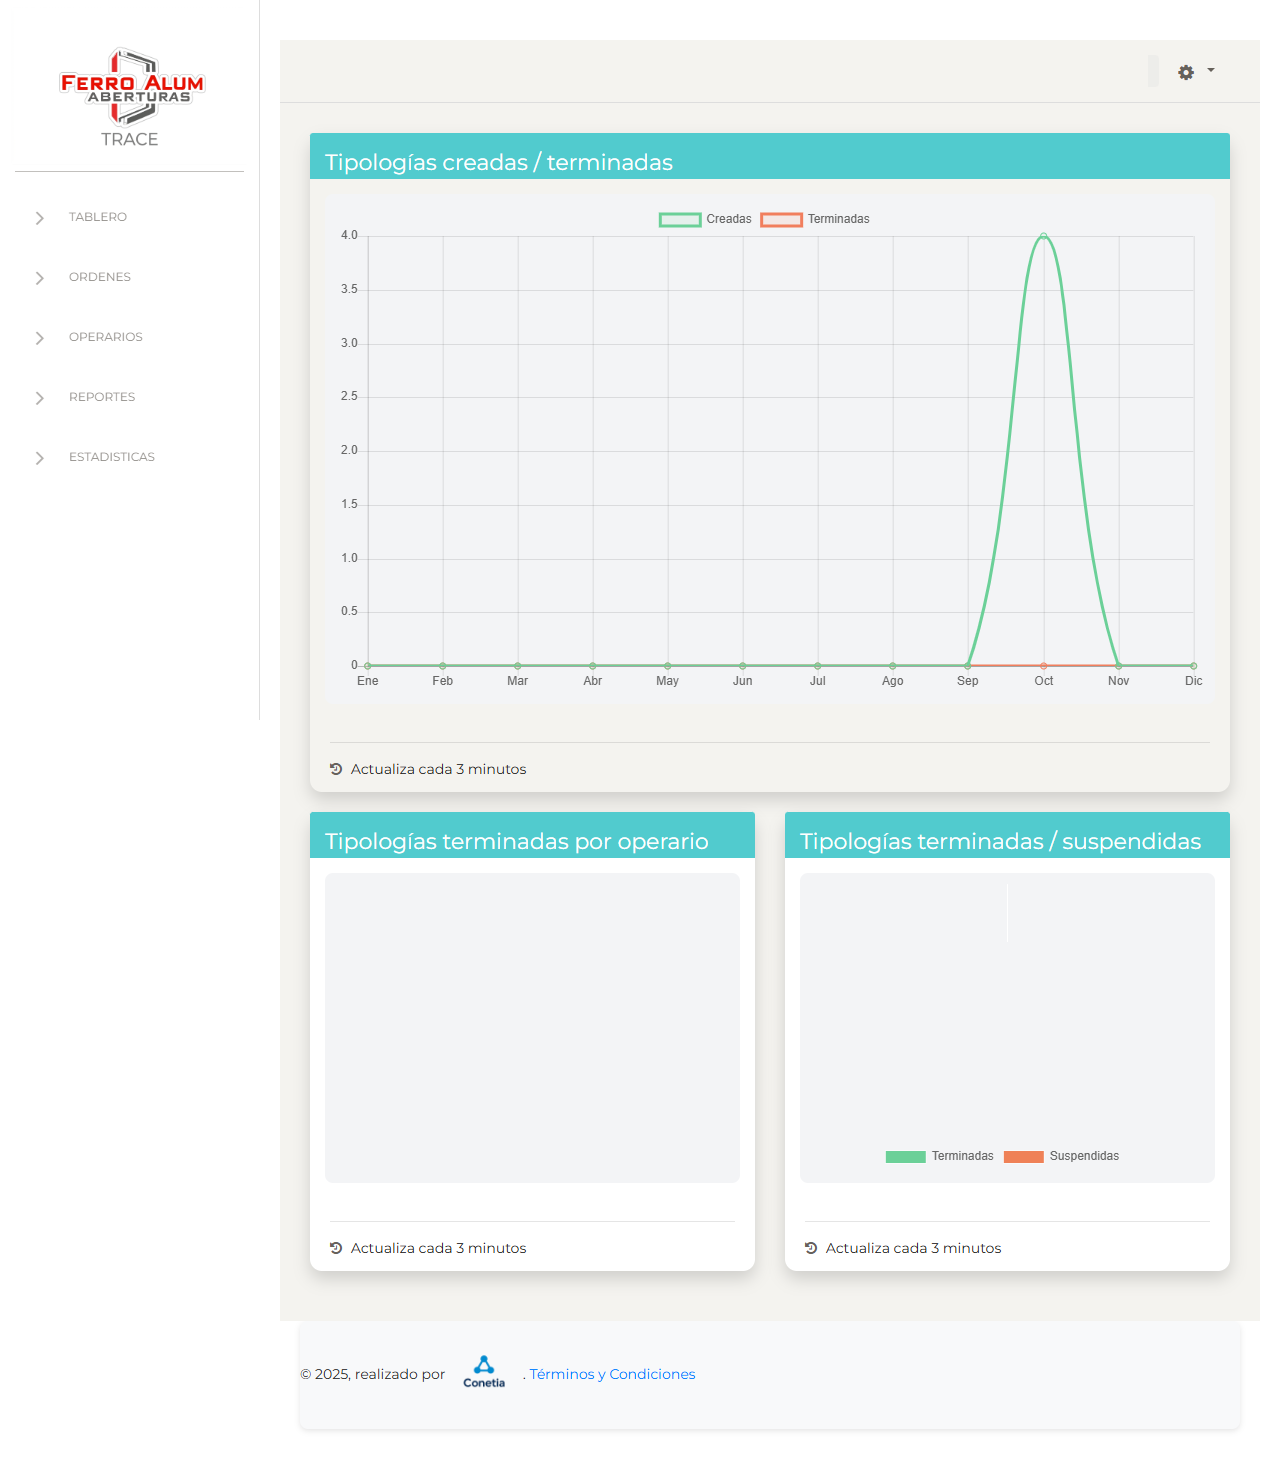 FERRO ALUM
ABERTURAS
TRACE
TABLERO
ORDENES
OPERARIOS
REPORTES
ESTADISTICAS
Tipologías creadas / terminadas
Creadas Terminadas
4.0
3.5
3.0
2.5
2.0
1.5
1.0
0.5
0
Ene Feb Mar Abr May Jun Jul Ago Sep Oct Nov Dic
Actualiza cada 3 minutos
Tipologías terminadas por operario
Actualiza cada 3 minutos
Tipologías terminadas / suspendidas
Terminadas Suspendidas
Actualiza cada 3 minutos
© 2025, realizado por Conetia . Términos y Condiciones